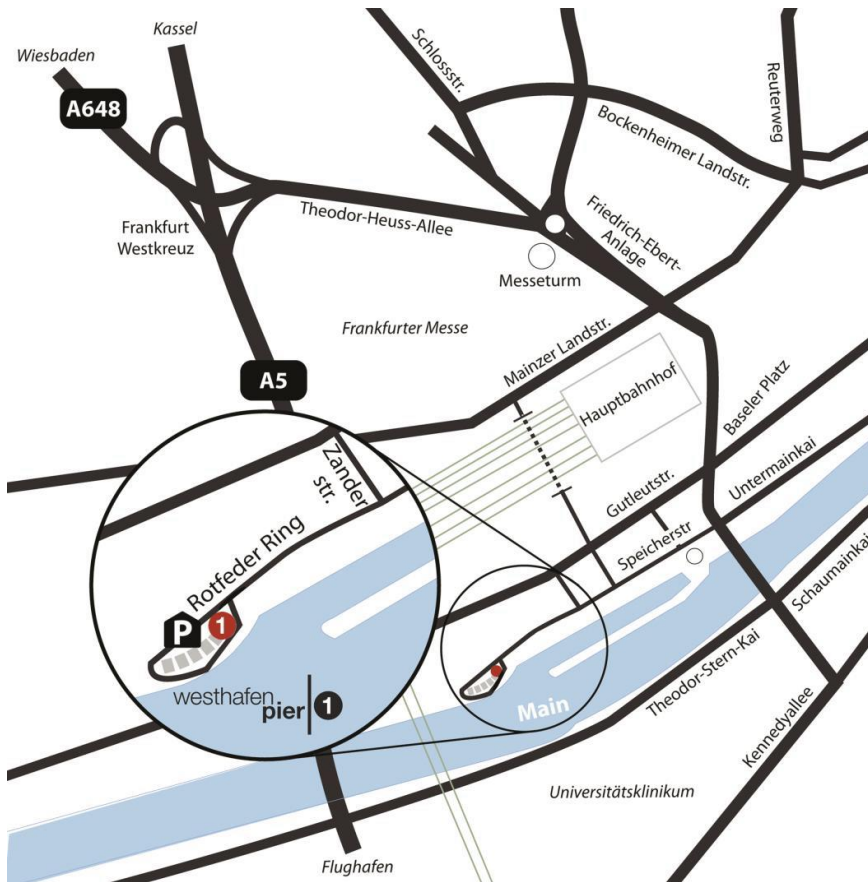 Kassel
Wiesbaden
A648
Schlossstr.
Reuterweg
Bockenheimer Landstr.
Theodor-Heuss-Allee
Frankfurt
Westkreuz
Friedrich-Ebert-
Anlage
Messeturm
Frankfurter Messe
Mainzer Landstr.
A5
Hauptbahnhof
Baseler Platz
Zander
str.
Gutleutstr.
Untermainkai
Speicherstr
Rotfeder Ring
Schaumainkai
P
1
westhafen
pier 1
Main
Theodor-Stern-Kai
Kennedyallee
Universitätsklinikum
Flughafen